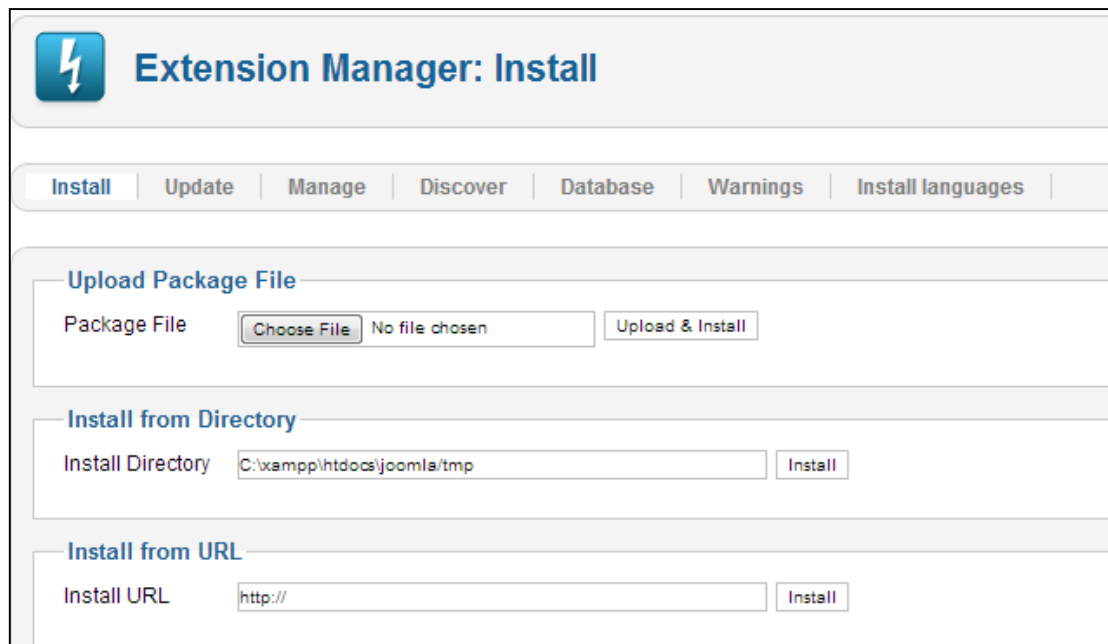 Extension Manager: Install
Install Update Manage Discover Database Warnings Install languages
Upload Package File
Package File Choose File No file chosen Upload & Install
Install from Directory
Install Directory C:\xampp\htdocs\joomla/tmp Install
Install from URL
Install URL http:// Install